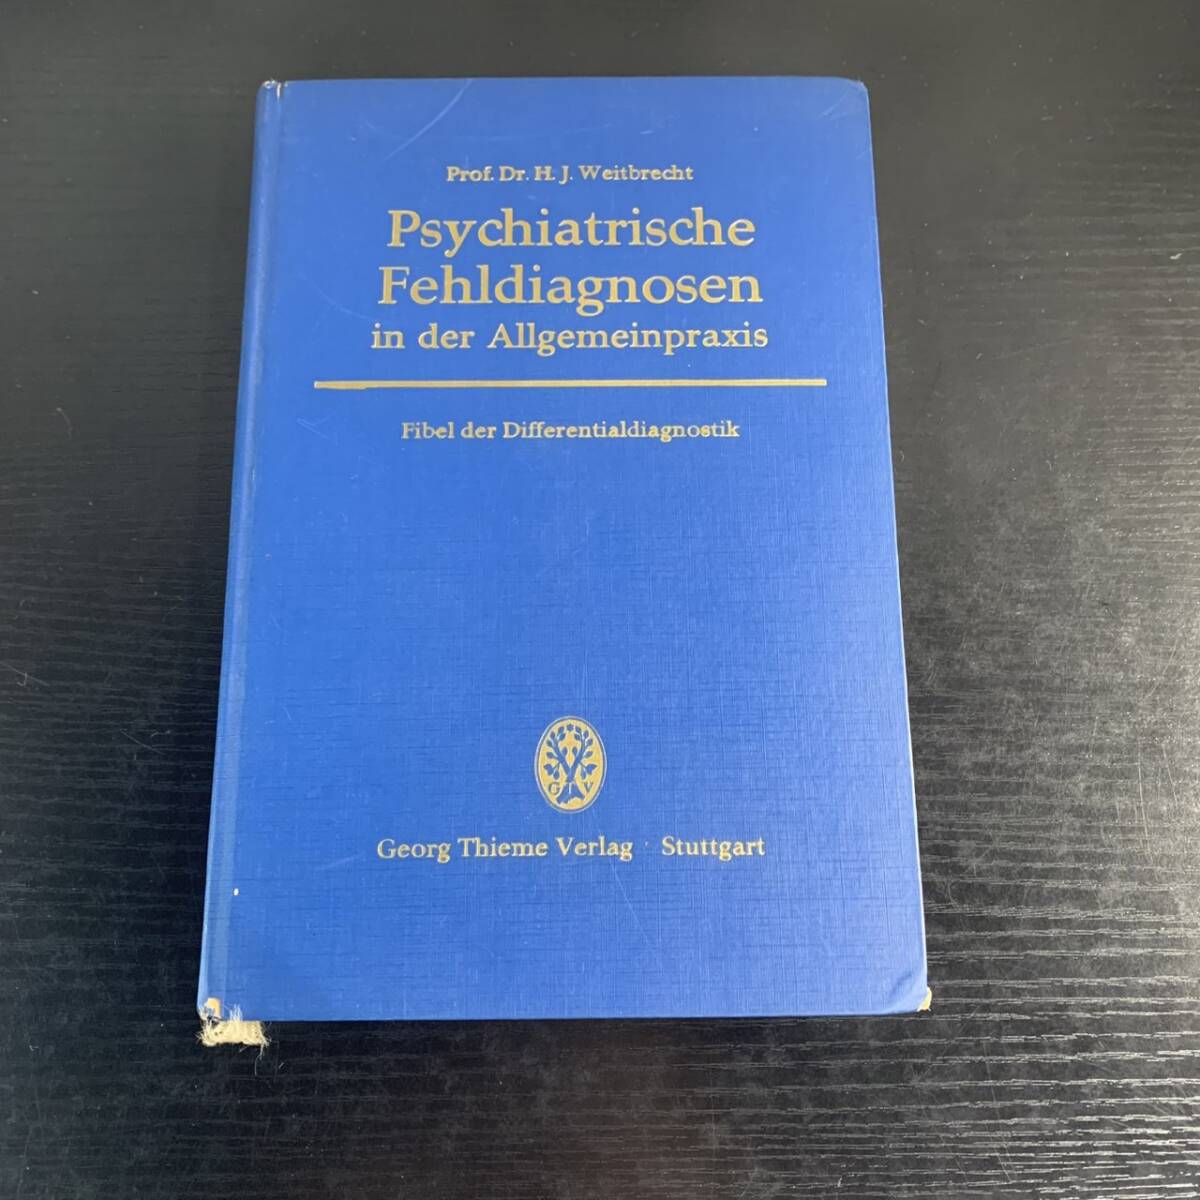 Prof. Dr. H. J. Weitbrecht
Psychiatrische
Fehldiagnosen
in der Allgemeinpraxis
Fibel der Differentialdiagnostik
G T V
Georg Thieme Verlag · Stuttgart